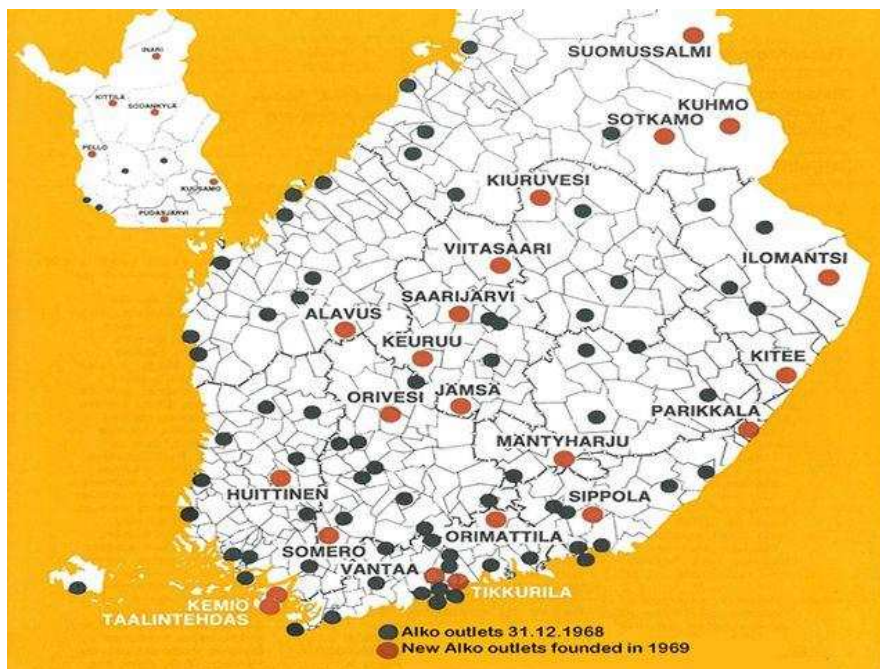 SUOMUSSALMI
INARI
KITTILÄ
SODANKYLÄ
KUHMO
SOTKAMO
PELLO
KUUSAMO
KIURUVESI
PUDASJÄRVI
VIITASAARI
ILOMANTSI
SAARIJARVI
ALAVUS
KEURUU
KITEE
JAMSA
ORIVESI
PARIKKALA
MANTYHARJU
HUITTINEN
SIPPOLA
ORIMATTILA
SOMERO
VANTAA
TIKKURILA
KEMIO
TAALINTEHDAS
Alko outlets 31.12.1968
New Alko outlets founded in 1969